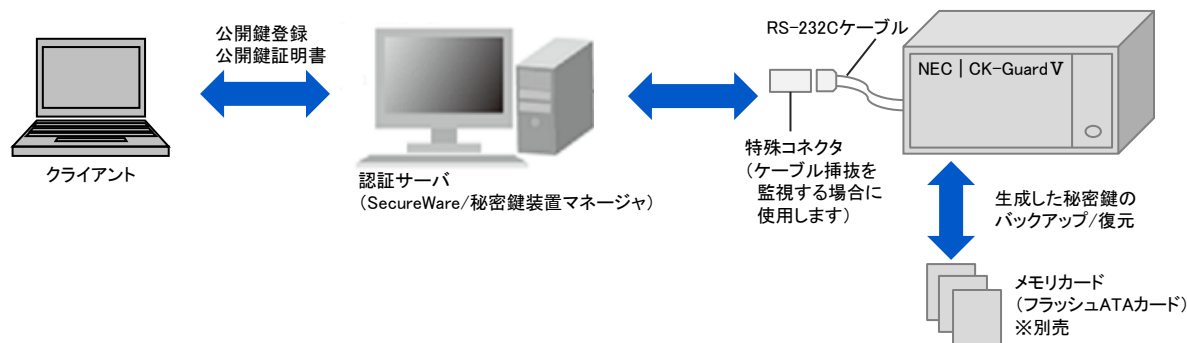 公開鍵登録
公開鍵証明書
クライアント
認証サーバ
（SecureWare/秘密鍵装置マネージャ）
RS-232Cケーブル
特殊コネクタ
（ケーブル挿抜を
監視する場合に
使用します）
NEC｜CK-GuardⅤ
生成した秘密鍵の
バックアップ/復元
メモリカード
（フラッシュATAカード）
※別売